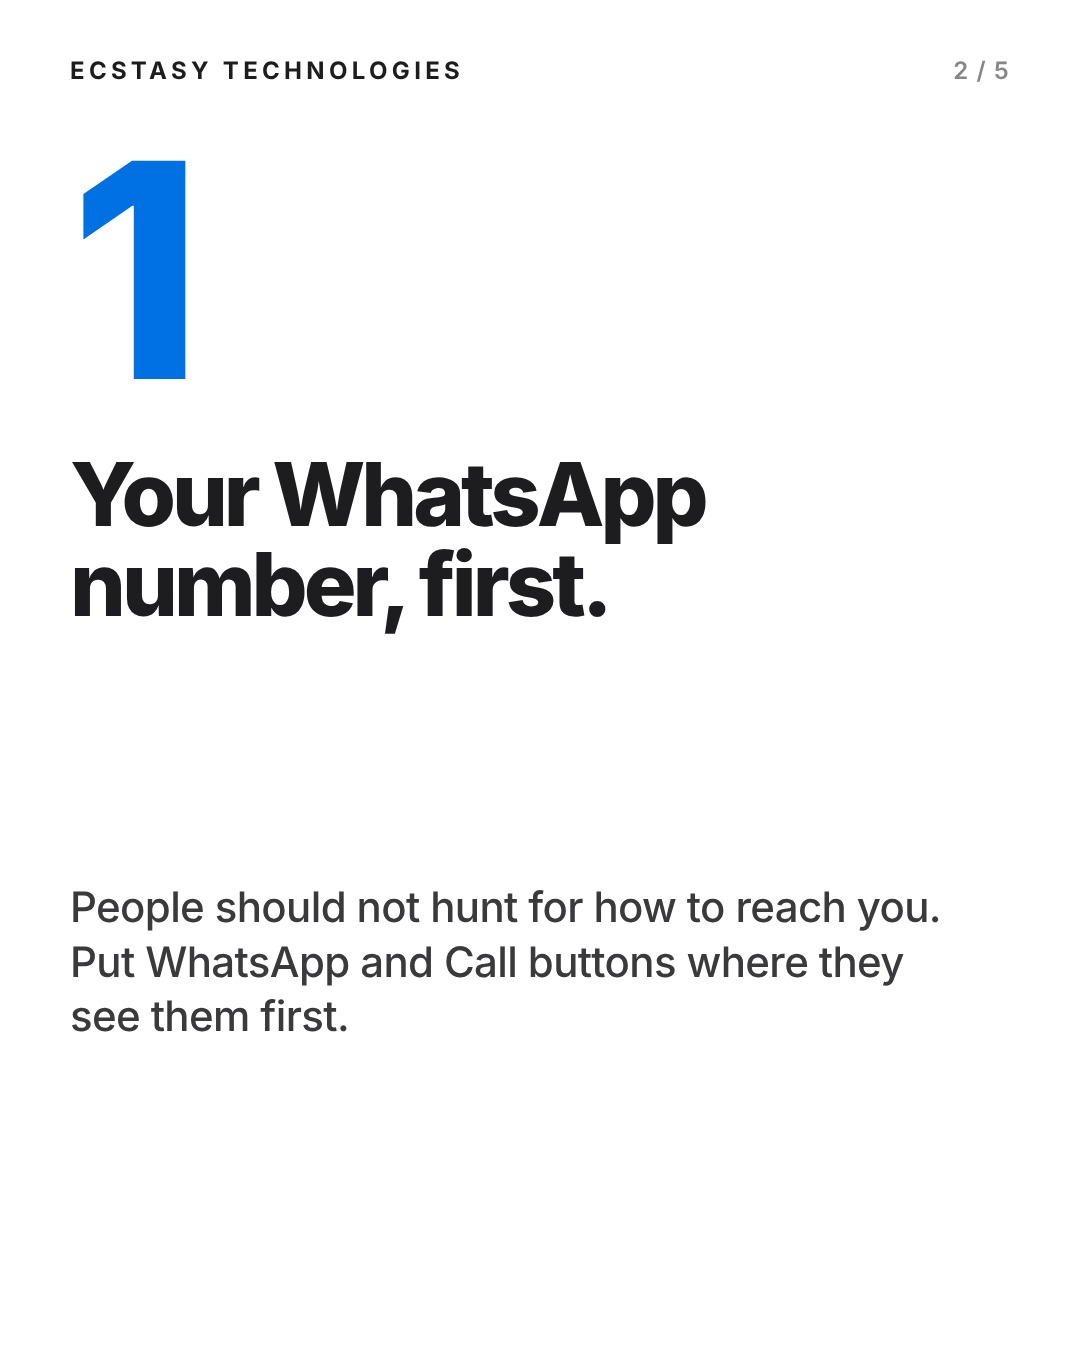 ECSTASY TECHNOLOGIES
2 / 5
1
Your WhatsApp
number, first.
People should not hunt for how to reach you.
Put WhatsApp and Call buttons where they
see them first.